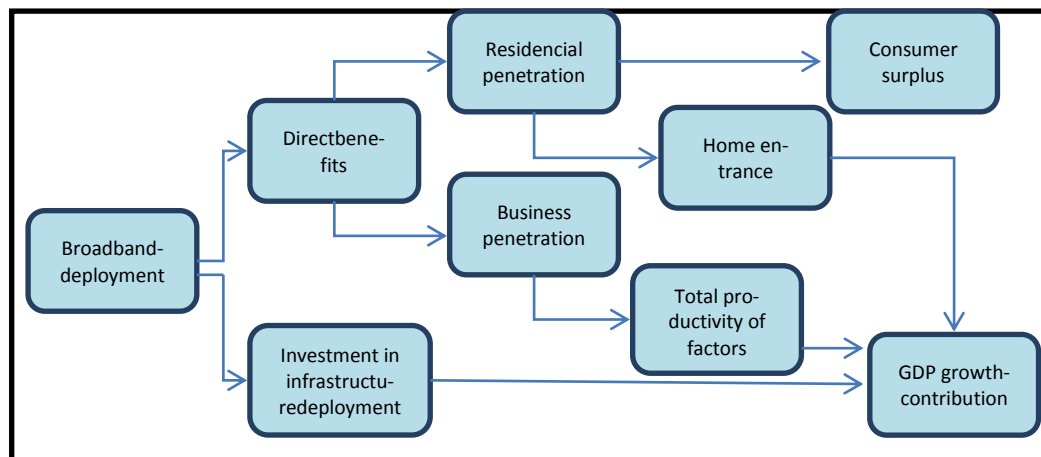 Residencial
penetration
Consumer
surplus
Directbene-
fits
Home en-
trance
Business
penetration
Broadband-
deployment
Total pro-
ductivity of
factors
Investment in
infrastructu-
redeployment
GDP growth-
contribution